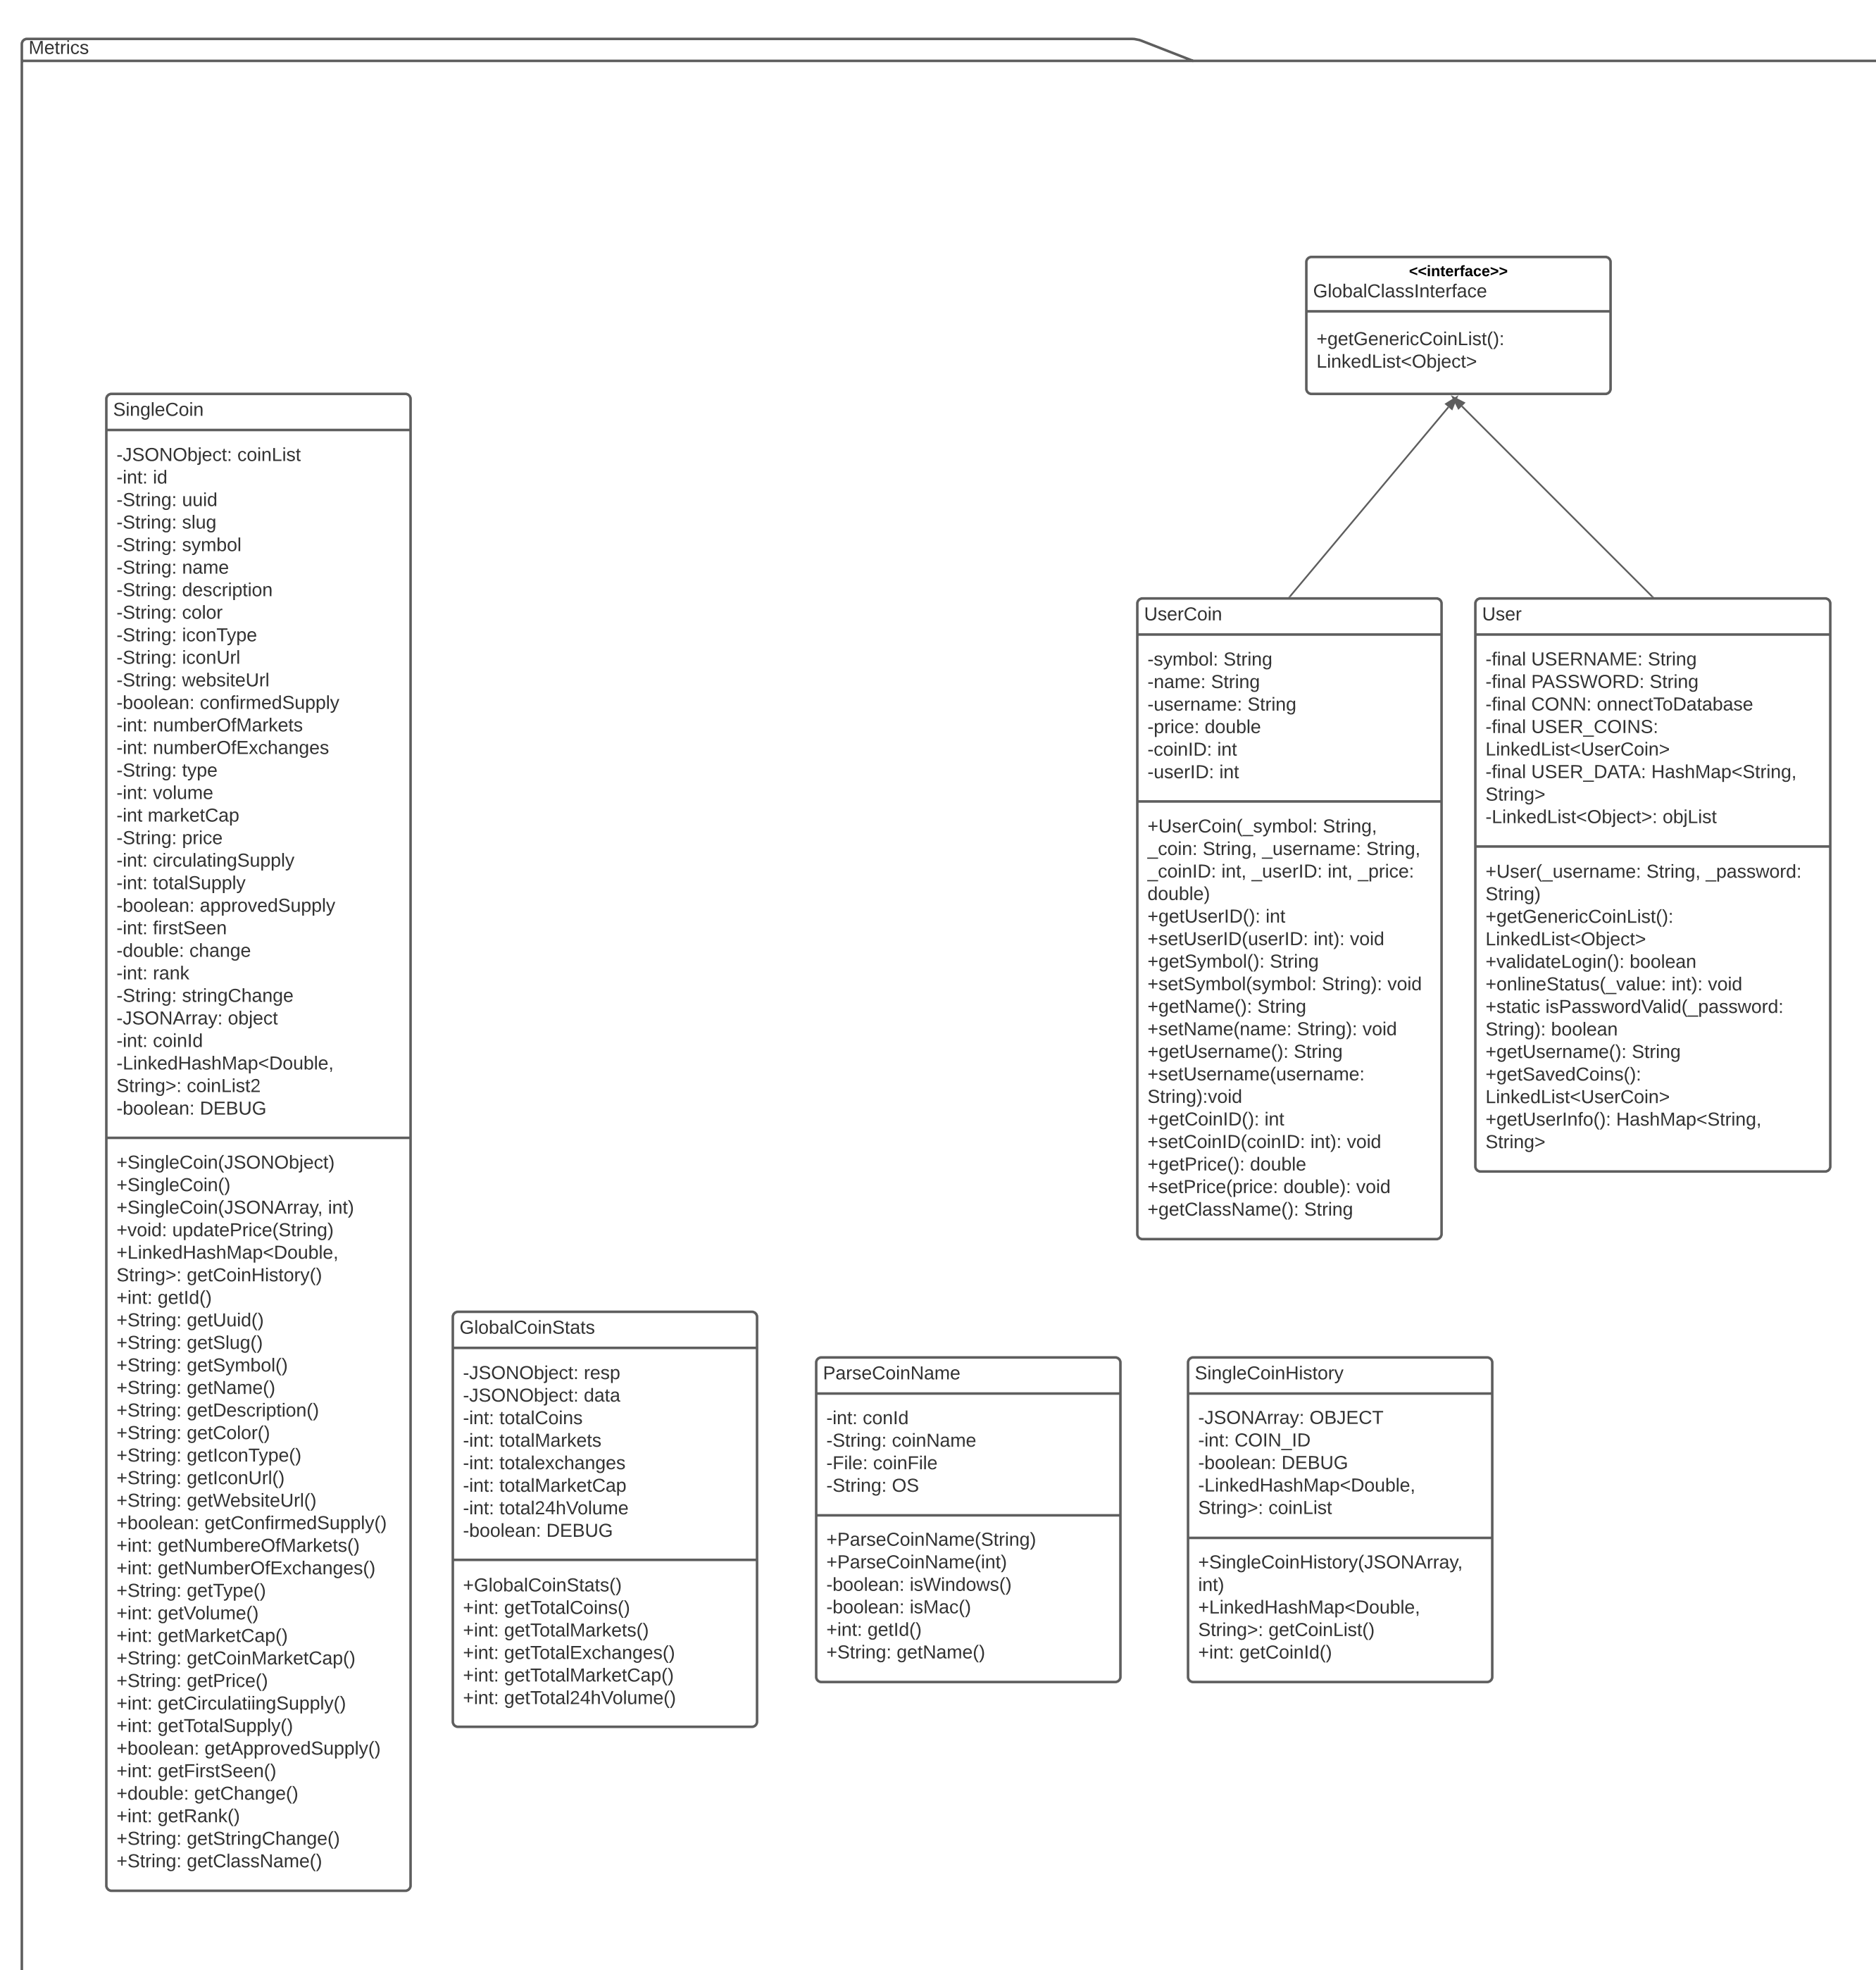 Metrics
<<interface>>
GlobalClassInterface
+getGenericCoinList():
LinkedList<Object>
SingleCoin
-JSONObject: coinList
-int: id
-String: uuid
-String: slug
-String: symbol
-String: name
-String: description
-String: color
-String: iconType
-String: iconUrl
-String: websiteUrl
-boolean: confirmedSupply
-int: numberOfMarkets
-int: numberOfExchanges
-String: type
-int: volume
-int marketCap
-String: price
-int: circulatingSupply
-int: totalSupply
-boolean: approvedSupply
-int: firstSeen
-double: change
-int: rank
-String: stringChange
-JSONArray: object
-int: coinId
-LinkedHashMap<Double,
String>: coinList2
-boolean: DEBUG
+SingleCoin(JSONObject)
+SingleCoin()
+SingleCoin(JSONArray, int)
+void: updatePrice(String)
+LinkedHashMap<Double,
String>: getCoinHistory()
+int: getId()
+String: getUuid()
+String: getSlug()
+String: getSymbol()
+String: getName()
+String: getDescription()
+String: getColor()
+String: getIconType()
+String: getIconUrl()
+String: getWebsiteUrl()
+boolean: getConfirmedSupply()
+int: getNumbereOfMarkets()
+int: getNumberOfExchanges()
+String: getType()
+int: getVolume()
+int: getMarketCap()
+String: getCoinMarketCap()
+String: getPrice()
+int: getCirculatiingSupply()
+int: getTotalSupply()
+boolean: getApprovedSupply()
+int: getFirstSeen()
+double: getChange()
+int: getRank()
+String: getStringChange()
+String: getClassName()
UserCoin
-symbol: String
-name: String
-username: String
-price: double
-coinID: int
-userID: int
+UserCoin(_symbol: String,
_coin: String, _username: String,
_coinID: int, _userID: int, _price:
double)
+getUserID(): int
+setUserID(userID: int): void
+getSymbol(): String
+setSymbol(symbol: String): void
+getName(): String
+setName(name: String): void
+getUsername(): String
+setUsername(username:
String):void
+getCoinID(): int
+setCoinID(coinID: int): void
+getPrice(): double
+setPrice(price: double): void
+getClassName(): String
User
-final USERNAME: String
-final PASSWORD: String
-final CONN: onnectToDatabase
-final USER_COINS:
LinkedList<UserCoin>
-final USER_DATA: HashMap<String,
String>
-LinkedList<Object>: objList
+User(_username: String, _password:
String)
+getGenericCoinList():
LinkedList<Object>
+validateLogin(): boolean
+onlineStatus(_value: int): void
+static isPasswordValid(_password:
String): boolean
+getUsername(): String
+getSavedCoins():
LinkedList<UserCoin>
+getUserInfo(): HashMap<String,
String>
GlobalCoinStats
-JSONObject: resp
-JSONObject: data
-int: totalCoins
-int: totalMarkets
-int: totalexchanges
-int: totalMarketCap
-int: total24hVolume
-boolean: DEBUG
+GlobalCoinStats()
+int: getTotalCoins()
+int: getTotalMarkets()
+int: getTotalExchanges()
+int: getTotalMarketCap()
+int: getTotal24hVolume()
ParseCoinName
-int: conId
-String: coinName
-File: coinFile
-String: OS
+ParseCoinName(String)
+ParseCoinName(int)
-boolean: isWindows()
-boolean: isMac()
+int: getId()
+String: getName()
SingleCoinHistory
-JSONArray: OBJECT
-int: COIN_ID
-boolean: DEBUG
-LinkedHashMap<Double,
String>: coinList
+SingleCoinHistory(JSONArray,
int)
+LinkedHashMap<Double,
String>: getCoinList()
+int: getCoinId()